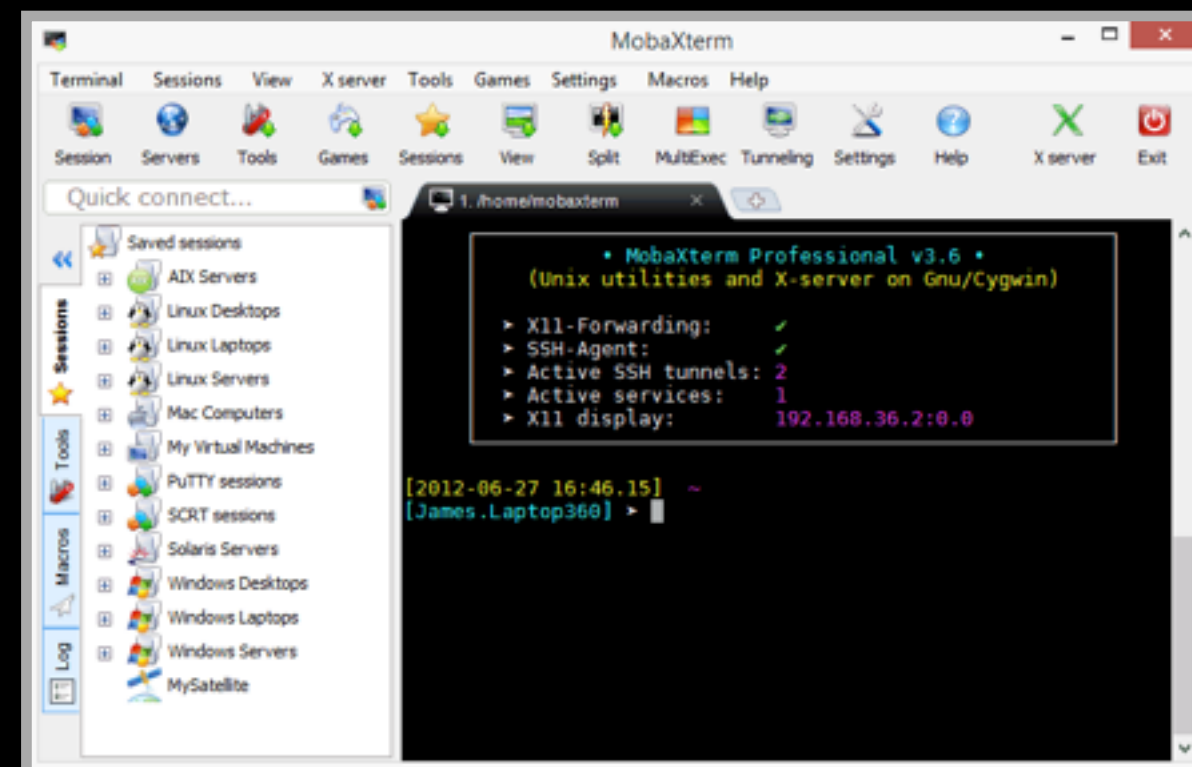 MobaXterm
Terminal Sessions View X server Tools Games Settings Macros Help
Session Servers Tools Games Sessions View Split MultiExec Tunneling Settings Help X server Exit
Quick connect...
1. /home/mobaxterm
Sessions
Tools
Macros
Log
Saved sessions
AIX Servers
Linux Desktops
Linux Laptops
Linux Servers
Mac Computers
My Virtual Machines
PuTTY sessions
SCRT sessions
Solaris Servers
Windows Desktops
Windows Laptops
Windows Servers
MySatellite
• MobaXterm Professional v3.6 •
(Unix utilities and X-server on Gnu/Cygwin)
➤ X11-Forwarding: ✔
➤ SSH-Agent: ✔
➤ Active SSH tunnels: 2
➤ Active services: 1
➤ X11 display: 192.168.36.2:0.0
[2012-06-27 16:46.15] ~
[James.Laptop360] ➤